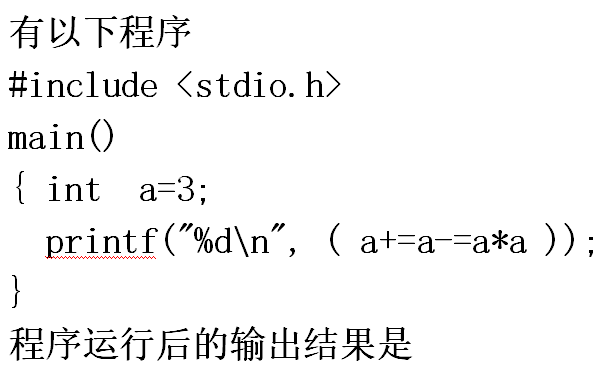 有以下程序
#include <stdio.h>
main()
{ int  a=3;
  printf("%d\n", ( a+=a-=a*a ));
}
程序运行后的输出结果是